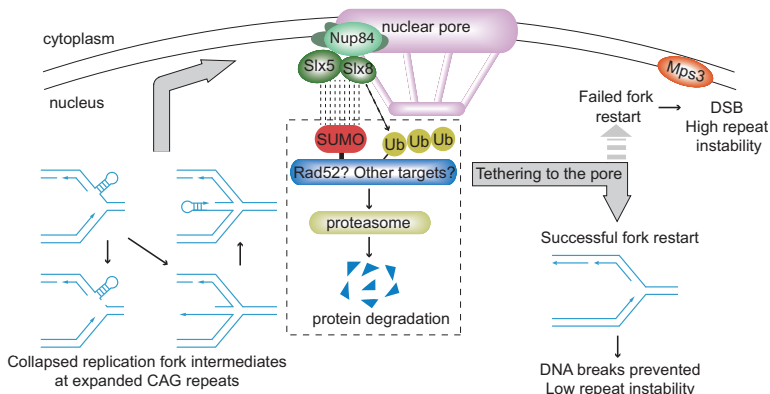 cytoplasm
nucleus
nuclear pore
Nup84
Slx5
Slx8
Mps3
SUMO
Ub
Ub
Ub
Rad52? Other targets?
proteasome
protein degradation
Collapsed replication fork intermediates
at expanded CAG repeats
Tethering to the pore
Failed fork
restart
DSB
High repeat
instability
Successful fork restart
DNA breaks prevented
Low repeat instability